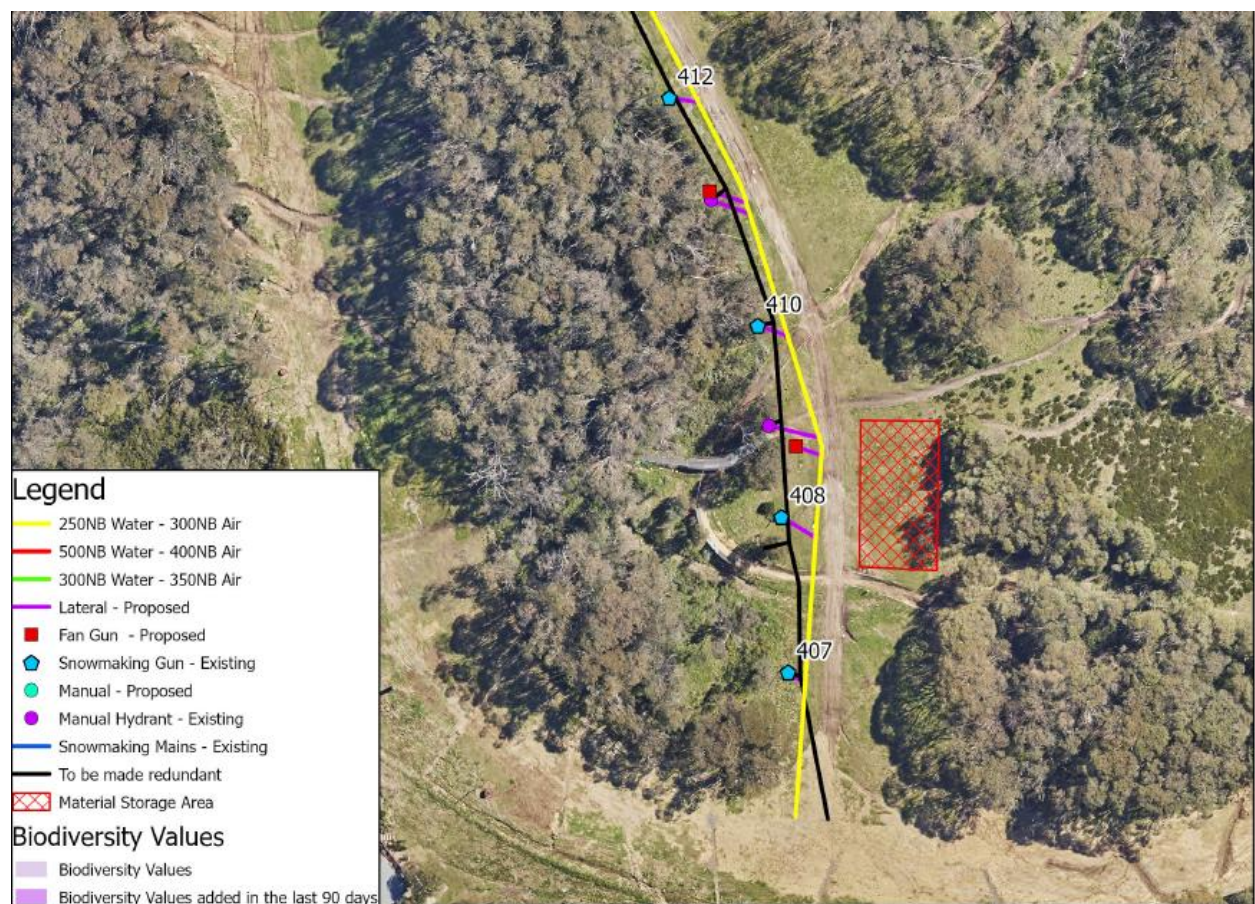 412
410
408
407
Legend
250NB Water - 300NB Air
500NB Water - 400NB Air
300NB Water - 350NB Air
Lateral - Proposed
Fan Gun - Proposed
Snowmaking Gun - Existing
Manual - Proposed
Manual Hydrant - Existing
Snowmaking Mains - Existing
To be made redundant
Material Storage Area
Biodiversity Values
Biodiversity Values
Biodiversity Values added in the last 90 days